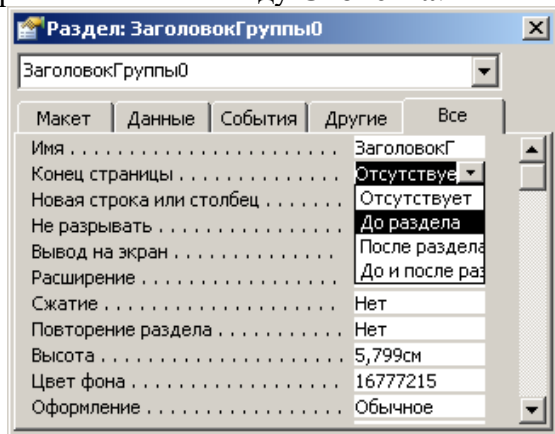 Раздел: ЗаголовокГруппы0
ЗаголовокГруппы0
Макет Данные События Другие Все
Имя . . . . . . . . . . . . . . . . . . . . . . ЗаголовокГ
Конец страницы . . . . . . . . . . . . Отсутствуе
Новая строка или столбец . . . . . . . Отсутствует
Не разрывать . . . . . . . . . . . . . . До раздела
Вывод на экран . . . . . . . . . . . . . После раздела
Расширение . . . . . . . . . . . . . . . До и после раз
Сжатие . . . . . . . . . . . . . . . . . . Нет
Повторение раздела . . . . . . . . . . Нет
Высота . . . . . . . . . . . . . . . . . . 5,799см
Цвет фона . . . . . . . . . . . . . . . . 16777215
Оформление . . . . . . . . . . . . . . . Обычное